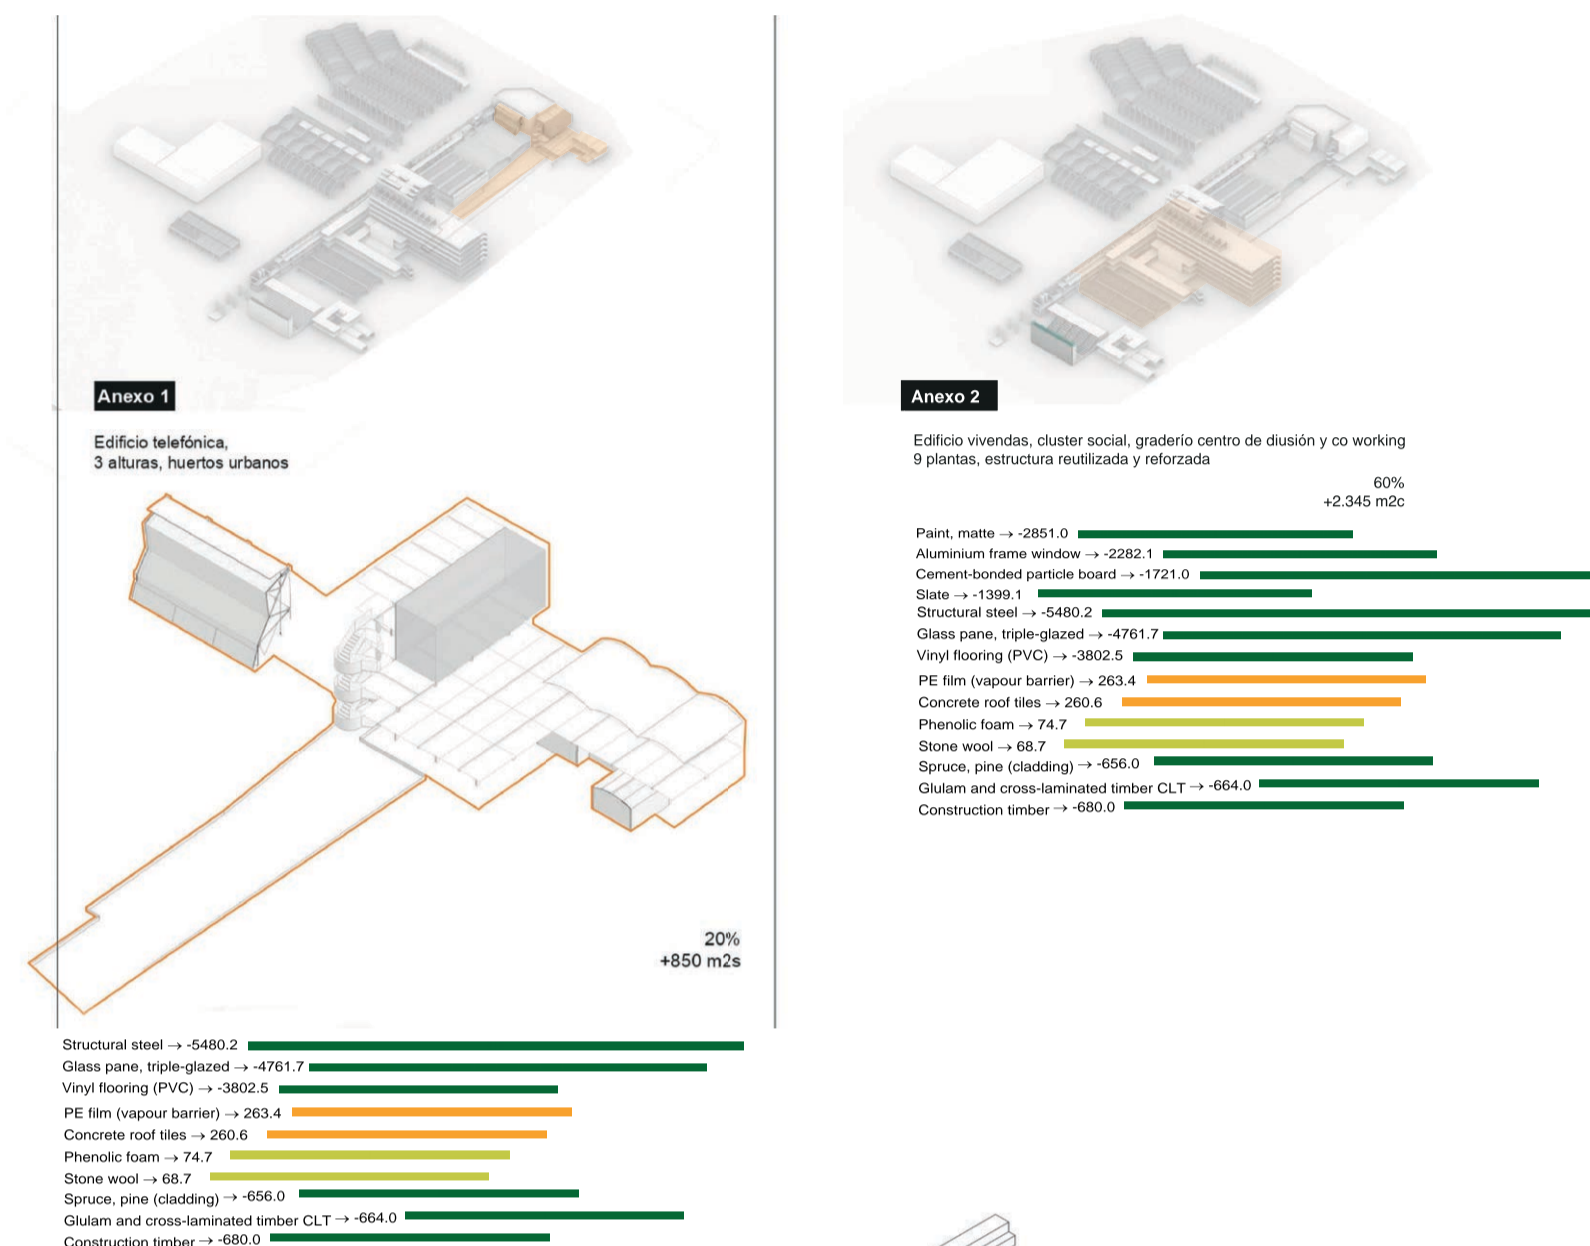 Anexo 1
Edificio telefónica,
3 alturas, huertos urbanos
20%
+850 m2s
Structural steel → -5480.2
Glass pane, triple-glazed → -4761.7
Vinyl flooring (PVC) → -3802.5
PE film (vapour barrier) → 263.4
Concrete roof tiles → 260.6
Phenolic foam → 74.7
Stone wool → 68.7
Spruce, pine (cladding) → -656.0
Glulam and cross-laminated timber CLT → -664.0
Construction timber → -680.0
Anexo 2
Edificio vivendas, cluster social, graderío centro de diusión y co working
9 plantas, estructura reutilizada y reforzada
60%
+2.345 m2c
Paint, matte → -2851.0
Aluminium frame window → -2282.1
Cement-bonded particle board → -1721.0
Slate → -1399.1
Structural steel → -5480.2
Glass pane, triple-glazed → -4761.7
Vinyl flooring (PVC) → -3802.5
PE film (vapour barrier) → 263.4
Concrete roof tiles → 260.6
Phenolic foam → 74.7
Stone wool → 68.7
Spruce, pine (cladding) → -656.0
Glulam and cross-laminated timber CLT → -664.0
Construction timber → -680.0